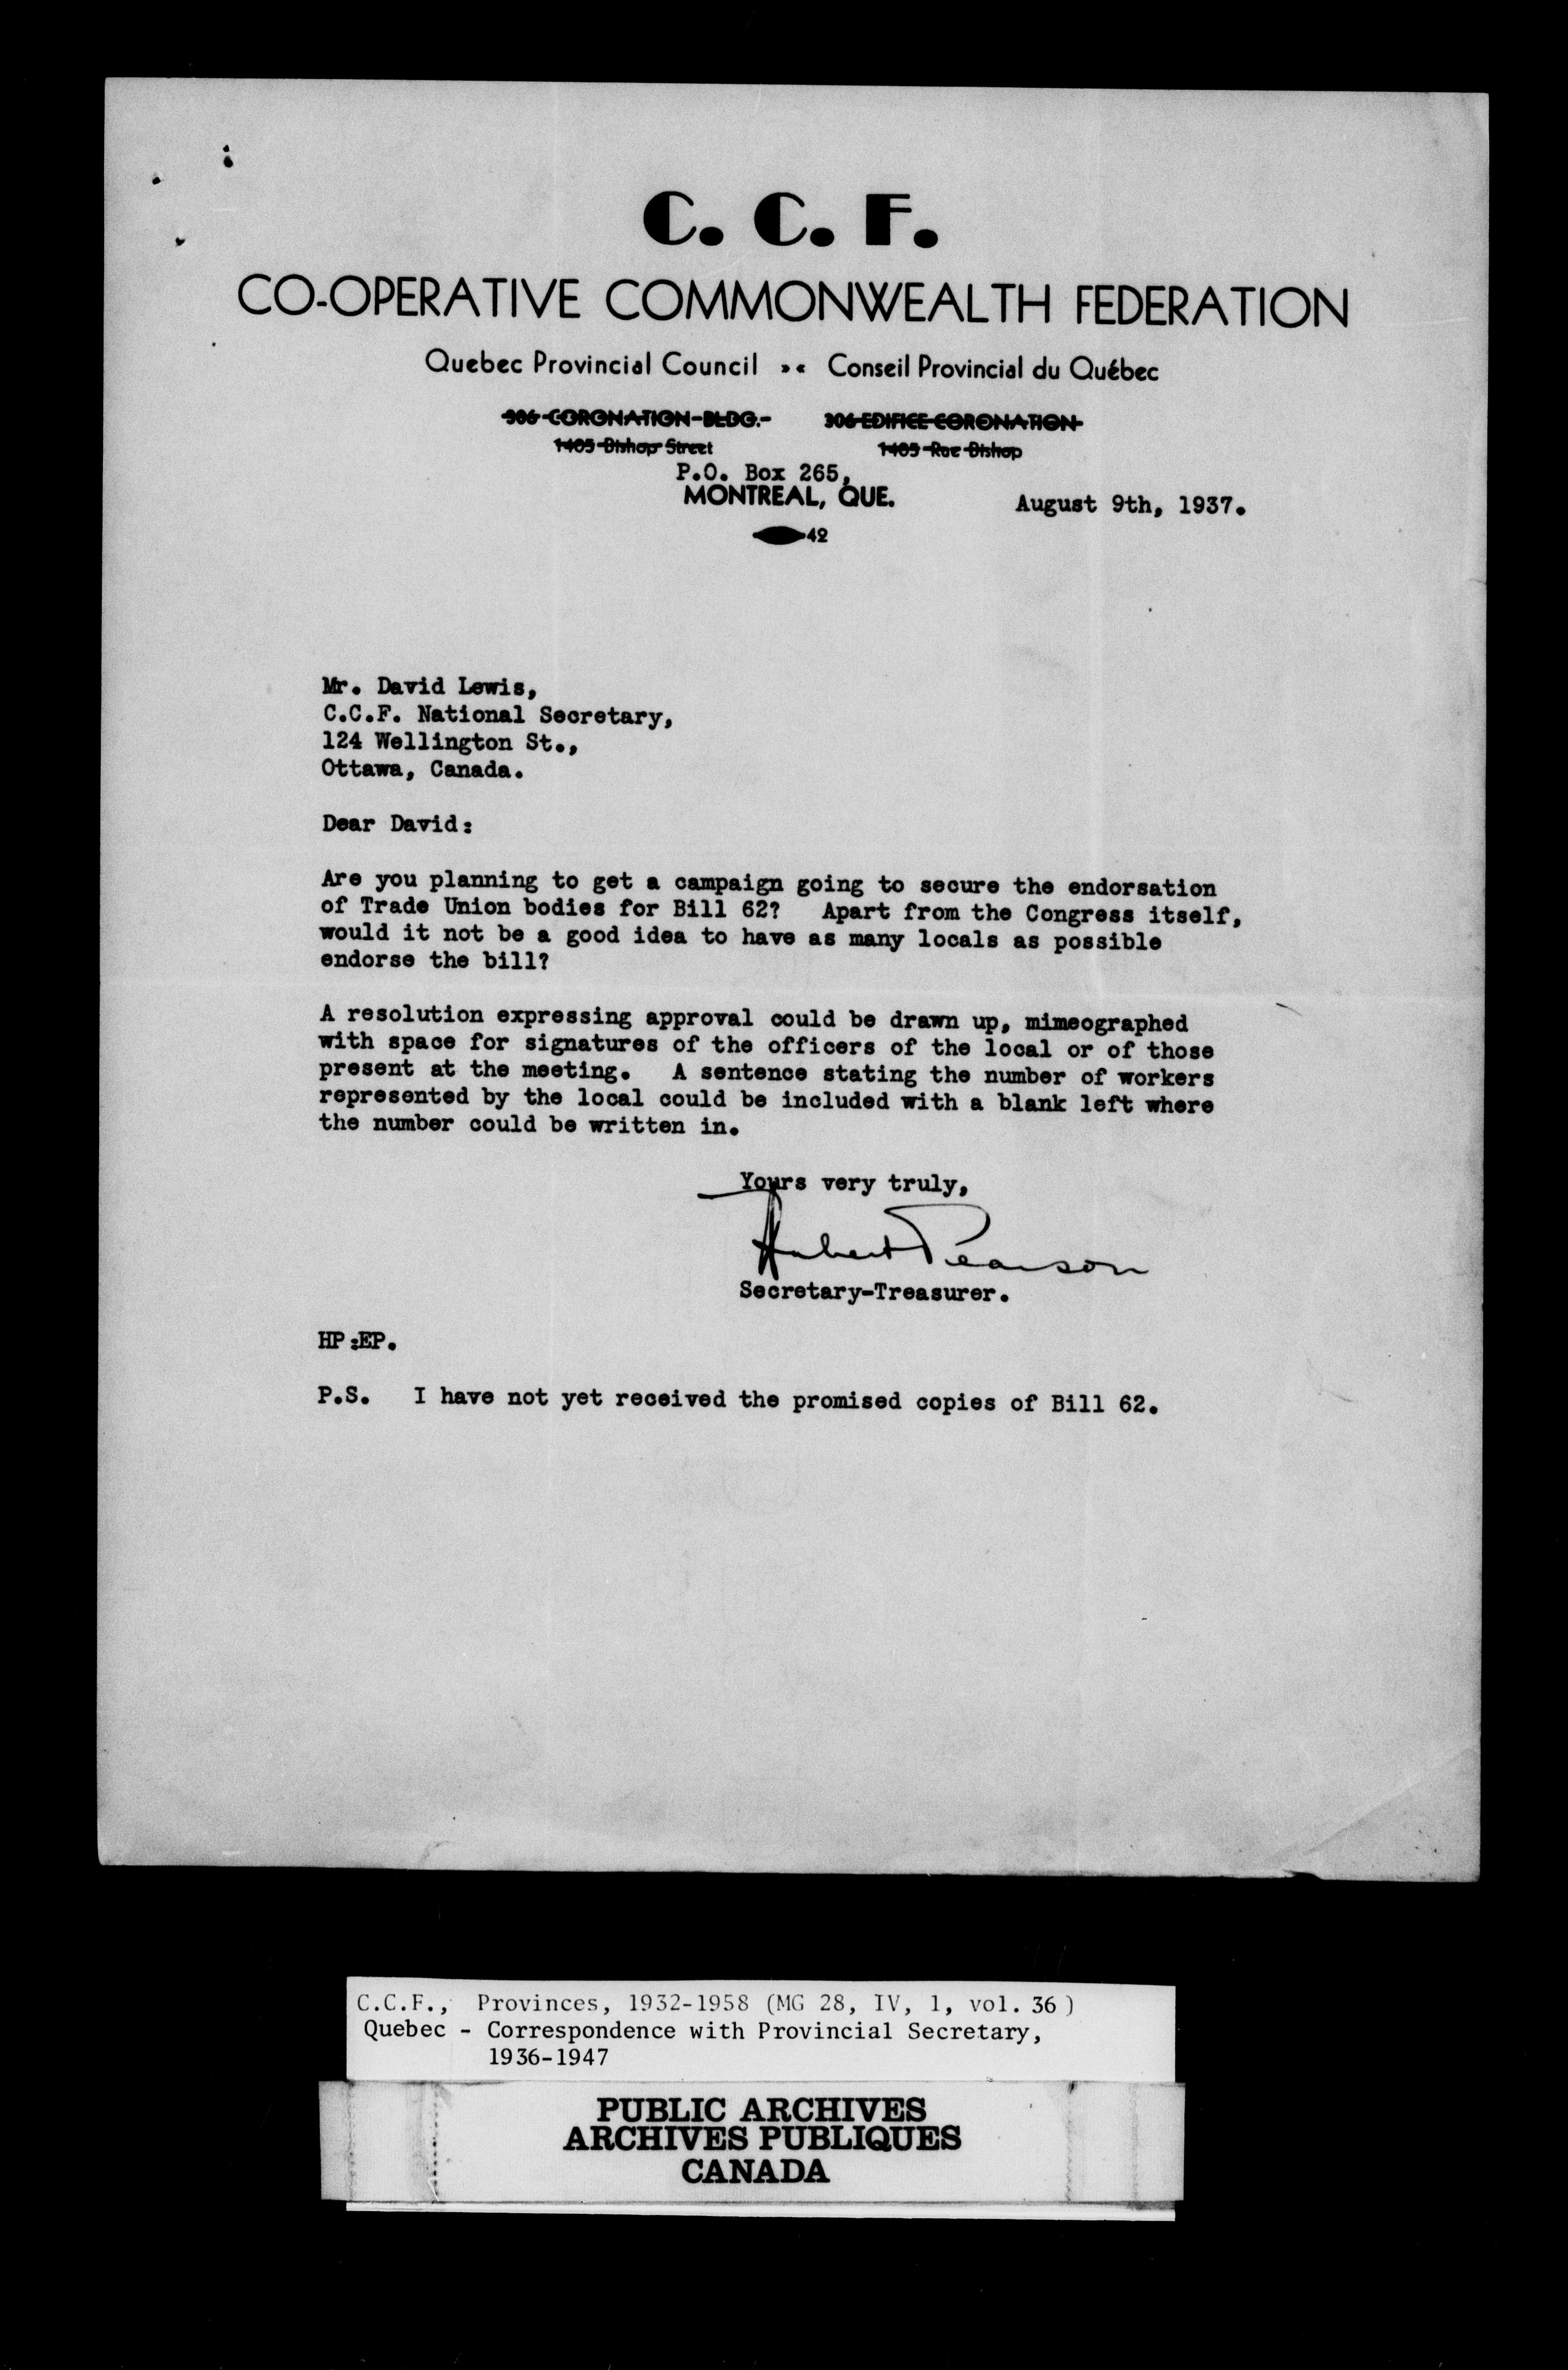 C. C. F.
CO-OPERATIVE COMMONWEALTH FEDERATION
Quebec Provincial Council »« Conseil Provincial du Québec
306 CORONATION BLDG. 306 EDIFICE CORONATION
1405 Bishop Street 1405 Rue Bishop
P.O. Box 265,
MONTREAL, QUE. August 9th, 1937.
42
Mr. David Lewis,
C.C.F. National Secretary,
124 Wellington St.,
Ottawa, Canada.
Dear David:
Are you planning to get a campaign going to secure the endorsation
of Trade Union bodies for Bill 62? Apart from the Congress itself,
would it not be a good idea to have as many locals as possible
endorse the bill?
A resolution expressing approval could be drawn up, mimeographed
with space for signatures of the officers of the local or of those
present at the meeting. A sentence stating the number of workers
represented by the local could be included with a blank left where
the number could be written in.
Yours very truly,
Hubert Pearson
Secretary-Treasurer.
HP:EP.
P.S. I have not yet received the promised copies of Bill 62.
C.C.F., Provinces, 1932-1958 (MG 28, IV, 1, vol. 36)
Quebec - Correspondence with Provincial Secretary,
1936-1947
PUBLIC ARCHIVES
ARCHIVES PUBLIQUES
CANADA